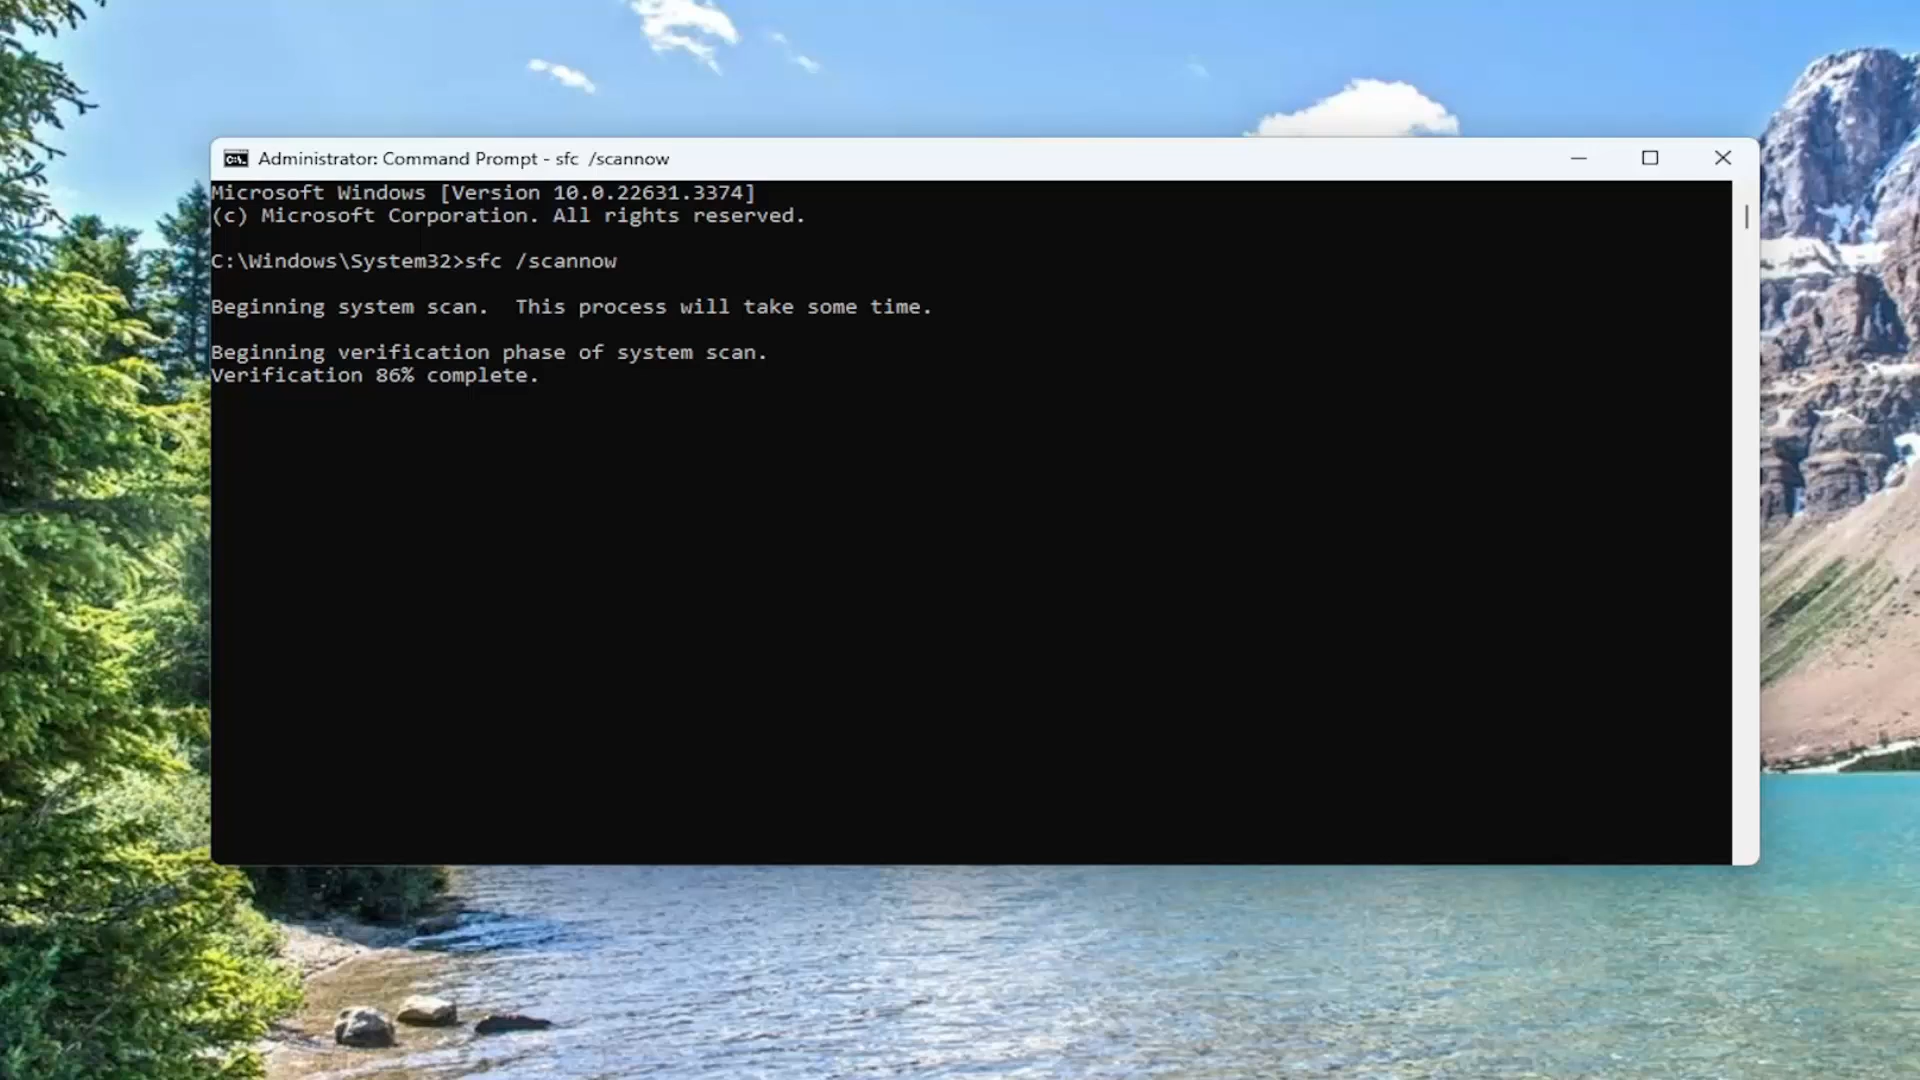 Administrator: Command Prompt - sfc  /scannow
Microsoft Windows [Version 10.0.22631.3374]
(c) Microsoft Corporation. All rights reserved.
C:\Windows\System32>sfc /scannow
Beginning system scan.  This process will take some time.
Beginning verification phase of system scan.
Verification 86% complete.